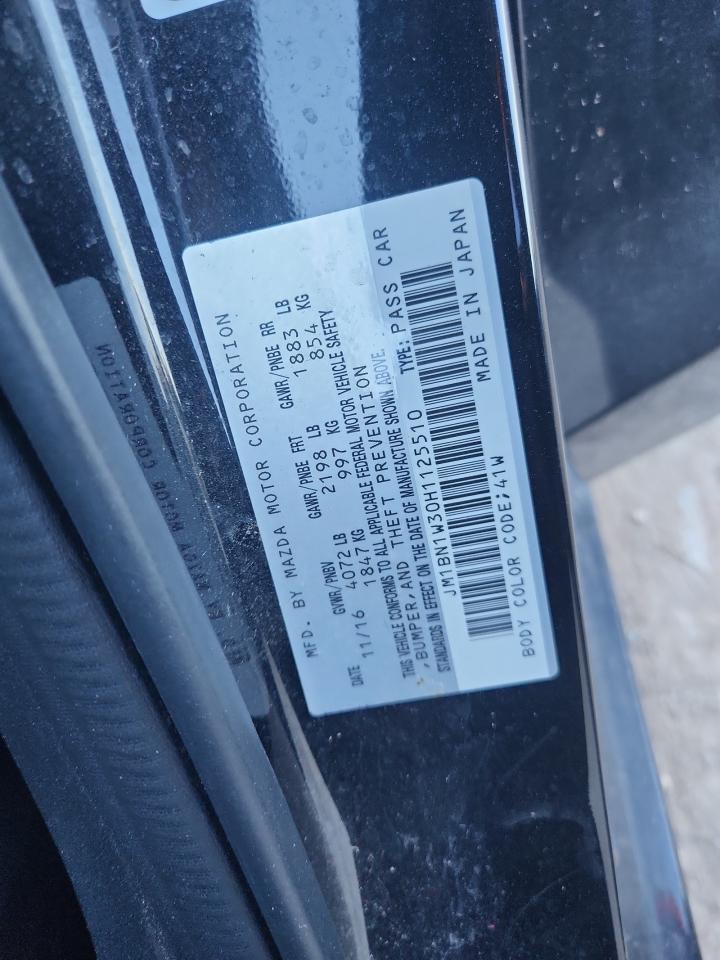 MFD. BY MAZDA MOTOR CORPORATION
DATE GVWR/PNBV GAWR/PNBE FRT GAWR/PNBE RR
11/16 4072 LB 2198 LB 1883 LB
1847 KG 997 KG 854 KG
THIS VEHICLE CONFORMS TO ALL APPLICABLE FEDERAL MOTOR VEHICLE SAFETY
,BUMPER,AND THEFT PREVENTION
STANDARDS IN EFFECT ON THE DATE OF MANUFACTURE SHOWN ABOVE.
JM1BN1W30H1125510 TYPE: PASS CAR
BODY COLOR CODE;41W MADE IN JAPAN
MOTOR CORPORATION